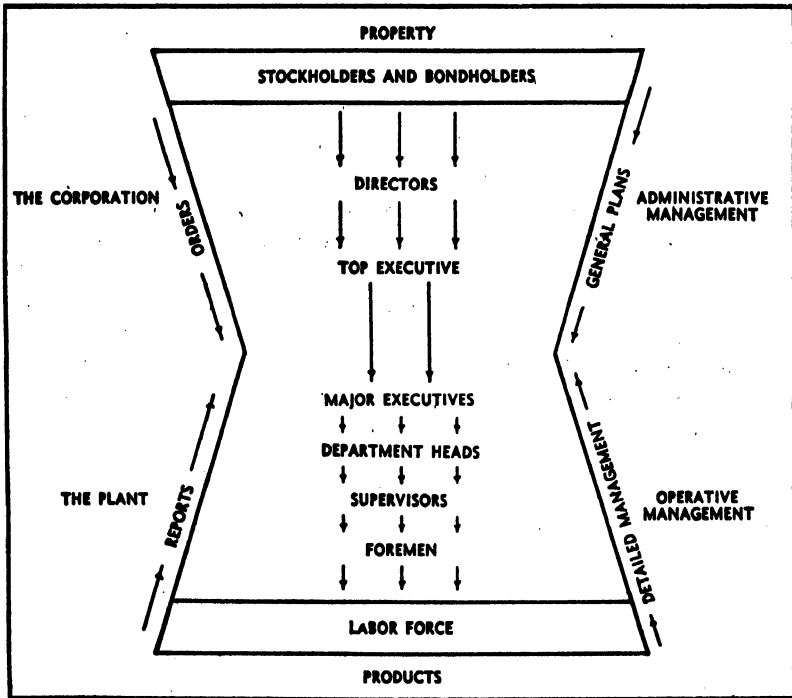 PROPERTY
STOCKHOLDERS AND BONDHOLDERS
DIRECTORS
THE CORPORATION
ORDERS
GENERAL PLANS
ADMINISTRATIVE
MANAGEMENT
TOP EXECUTIVE
MAJOR EXECUTIVES
DEPARTMENT HEADS
THE PLANT
REPORTS
SUPERVISORS
DETAILED MANAGEMENT
OPERATIVE
MANAGEMENT
FOREMEN
LABOR FORCE
PRODUCTS